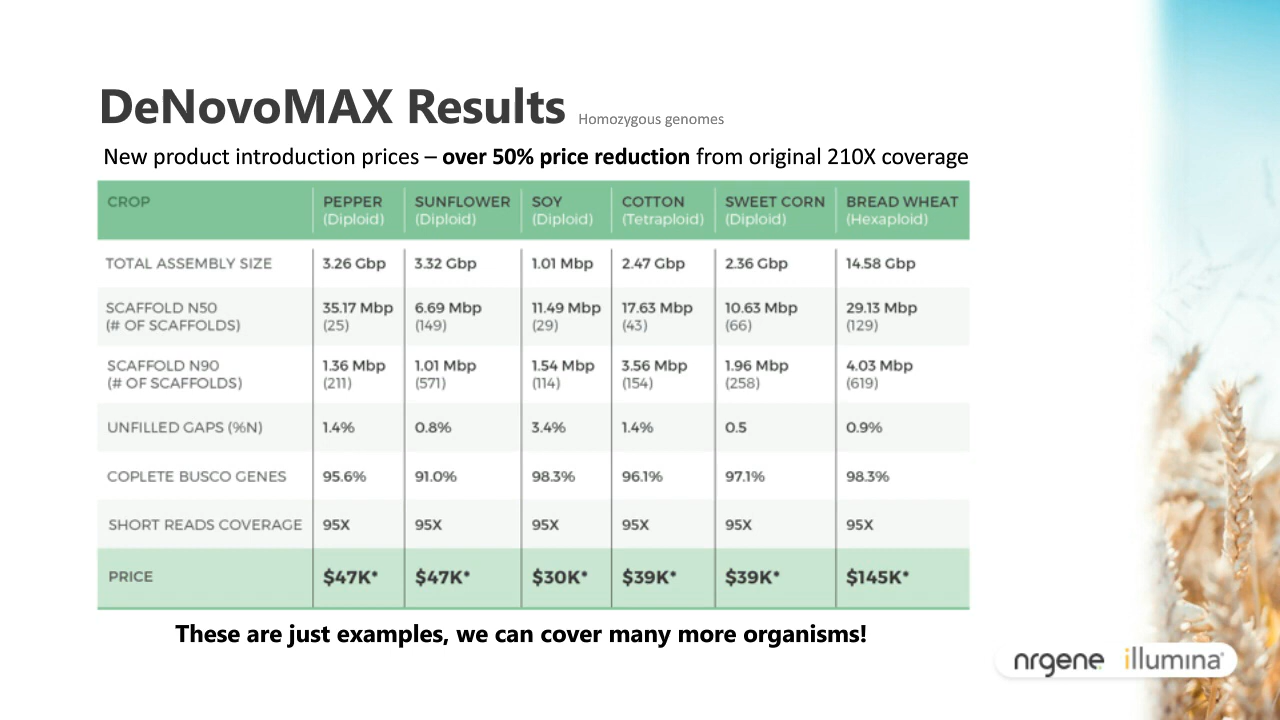 DeNovoMAX Results Homozygous genomes
New product introduction prices – over 50% price reduction from original 210X coverage
CROP PEPPER SUNFLOWER SOY COTTON SWEET CORN BREAD WHEAT
(Diploid) (Diploid) (Diploid) (Tetraploid) (Diploid) (Hexaploid)
TOTAL ASSEMBLY SIZE 3.26 Gbp 3.32 Gbp 1.01 Mbp 2.47 Gbp 2.36 Gbp 14.58 Gbp
SCAFFOLD N50 35.17 Mbp 6.69 Mbp 11.49 Mbp 17.63 Mbp 10.63 Mbp 29.13 Mbp
(# OF SCAFFOLDS) (25) (149) (29) (43) (66) (129)
SCAFFOLD N90 1.36 Mbp 1.01 Mbp 1.54 Mbp 3.56 Mbp 1.96 Mbp 4.03 Mbp
(# OF SCAFFOLDS) (211) (571) (114) (154) (258) (619)
UNFILLED GAPS (%N) 1.4% 0.8% 3.4% 1.4% 0.5 0.9%
COPLETE BUSCO GENES 95.6% 91.0% 98.3% 96.1% 97.1% 98.3%
SHORT READS COVERAGE 95X 95X 95X 95X 95X 95X
PRICE $47K* $47K* $30K* $39K* $39K* $145K*
These are just examples, we can cover many more organisms!
nrgene illumina®